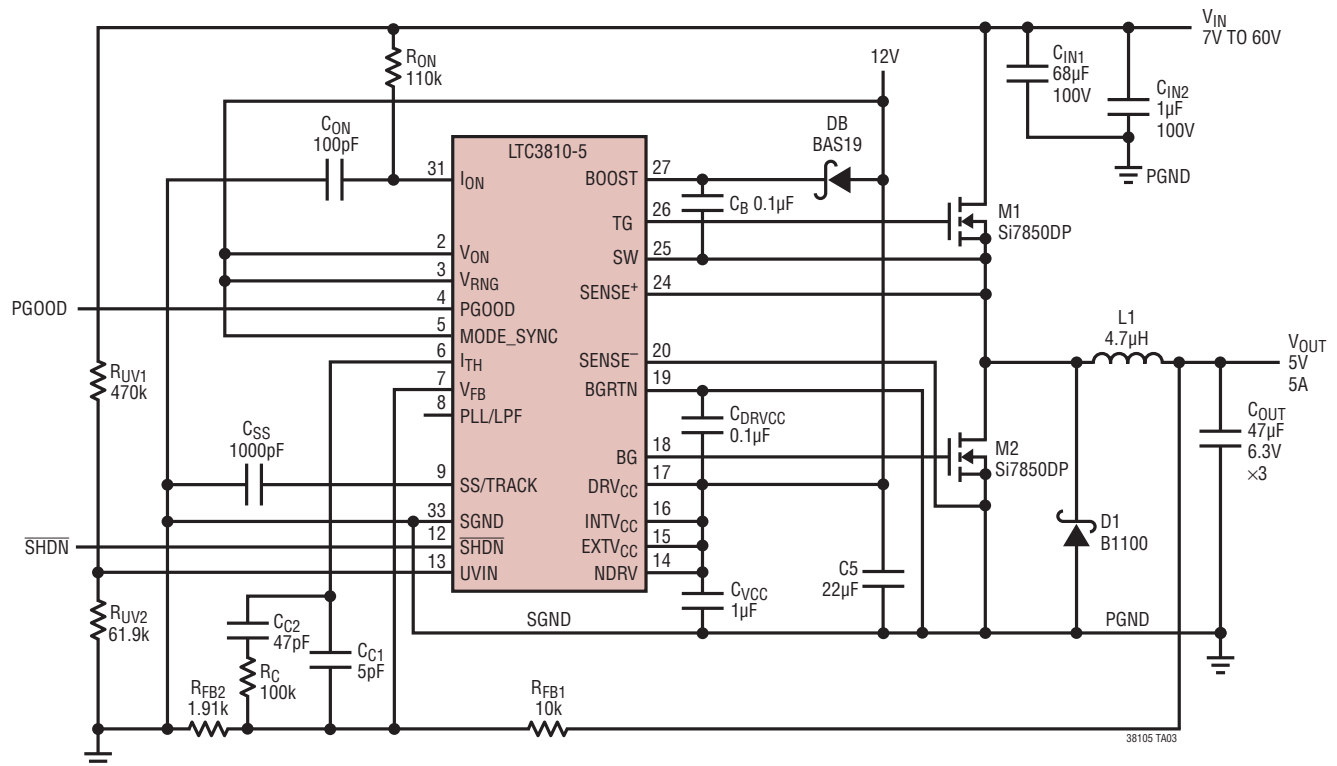 VIN
7V TO 60V
RON
110k
12V
CIN1
68µF
100V
CIN2
1µF
100V
PGND
CON
100pF
DB
BAS19
LTC3810-5
31
ION
BOOST
27
CB 0.1µF
TG
26
M1
Si7850DP
2
VON
SW
25
3
VRNG
SENSE+
24
PGOOD
4
PGOOD
5
MODE_SYNC
L1
4.7µH
VOUT
5V
5A
6
ITH
SENSE–
20
7
VFB
BGRTN
19
8
PLL/LPF
RUV1
470k
CDRVCC
0.1µF
COUT
47µF
6.3V
×3
CSS
1000pF
BG
18
M2
Si7850DP
9
SS/TRACK
DRVCC
17
33
SGND
INTVCC
16
SHDN
12
SHDN
EXTVCC
15
D1
B1100
13
UVIN
NDRV
14
C5
22µF
CVCC
1µF
RUV2
61.9k
SGND
PGND
CC2
47pF
CC1
5pF
RC
100k
RFB2
1.91k
RFB1
10k
38105 TA03